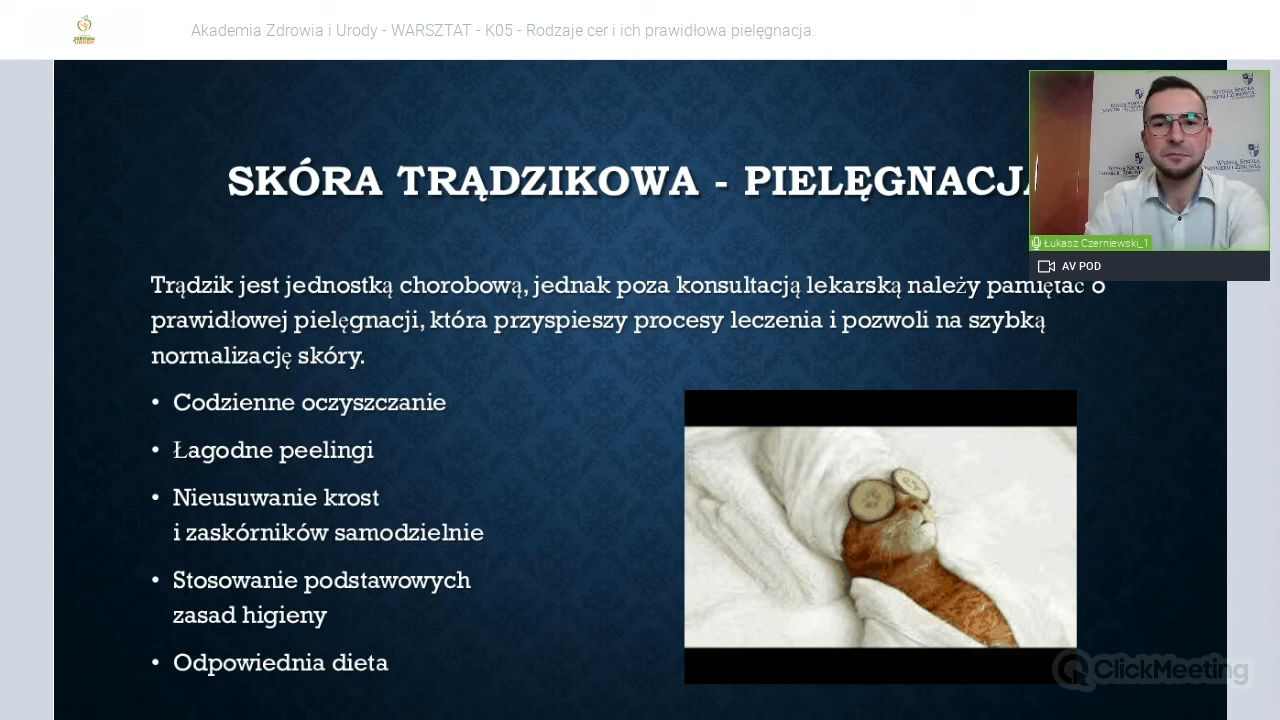 Akademia Zdrowia i Urody - WARSZTAT - K05 - Rodzaje cer i ich prawidłowa pielęgnacja.
SKÓRA TRĄDZIKOWA - PIELĘGNACJA
Łukasz Czerniewski_1
AV POD
Trądzik jest jednostką chorobową, jednak poza konsultacją lekarską należy pamiętać o
prawidłowej pielęgnacji, która przyspieszy procesy leczenia i pozwoli na szybką
normalizację skóry.
• Codzienne oczyszczanie
• Łagodne peelingi
• Nieusuwanie krost
i zaskórników samodzielnie
• Stosowanie podstawowych
zasad higieny
• Odpowiednia dieta
ClickMeeting